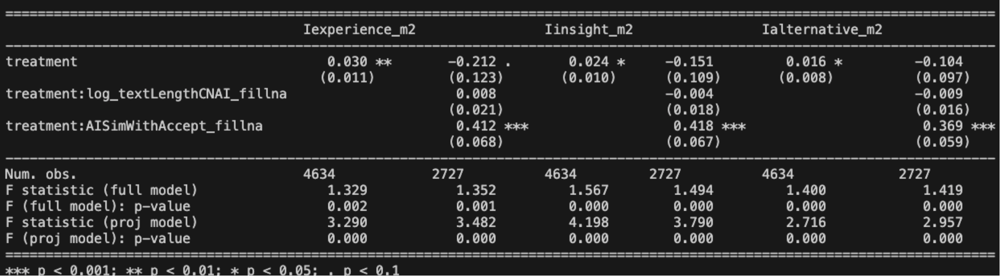 Iexperience_m2 Iinsight_m2 Ialternative_m2
treatment 0.030 ** -0.212 . 0.024 * -0.151 0.016 * -0.104
(0.011) (0.123) (0.010) (0.109) (0.008) (0.097)
treatment:log_textLengthCNAI_fillna 0.008 -0.004 -0.009
(0.021) (0.018) (0.016)
treatment:AISimWithAccept_fillna 0.412 *** 0.418 *** 0.369 ***
(0.068) (0.067) (0.059)
Num. obs. 4634 2727 4634 2727 4634 2727
F statistic (full model) 1.329 1.352 1.567 1.494 1.400 1.419
F (full model): p-value 0.002 0.001 0.000 0.000 0.000 0.000
F statistic (proj model) 3.290 3.482 4.198 3.790 2.716 2.957
F (proj model): p-value 0.000 0.000 0.000 0.000 0.000 0.000
*** p < 0.001; ** p < 0.01; * p < 0.05; . p < 0.1